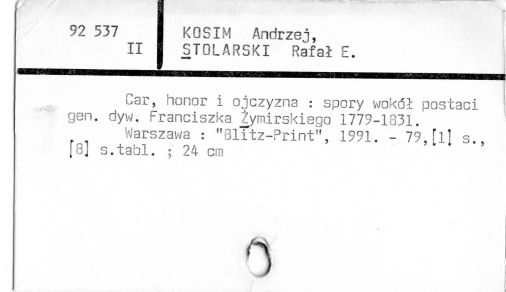 92 537
II
KOSIM Andrzej,
STOLARSKI Rafał E.
Car, honor i ojczyzna : spory wokół postaci
gen. dyw. Franciszka Żymirskiego 1779-1831.
Warszawa : "Blitz-Print", 1991. - 79,[1] s.,
[8] s.tabl. ; 24 cm